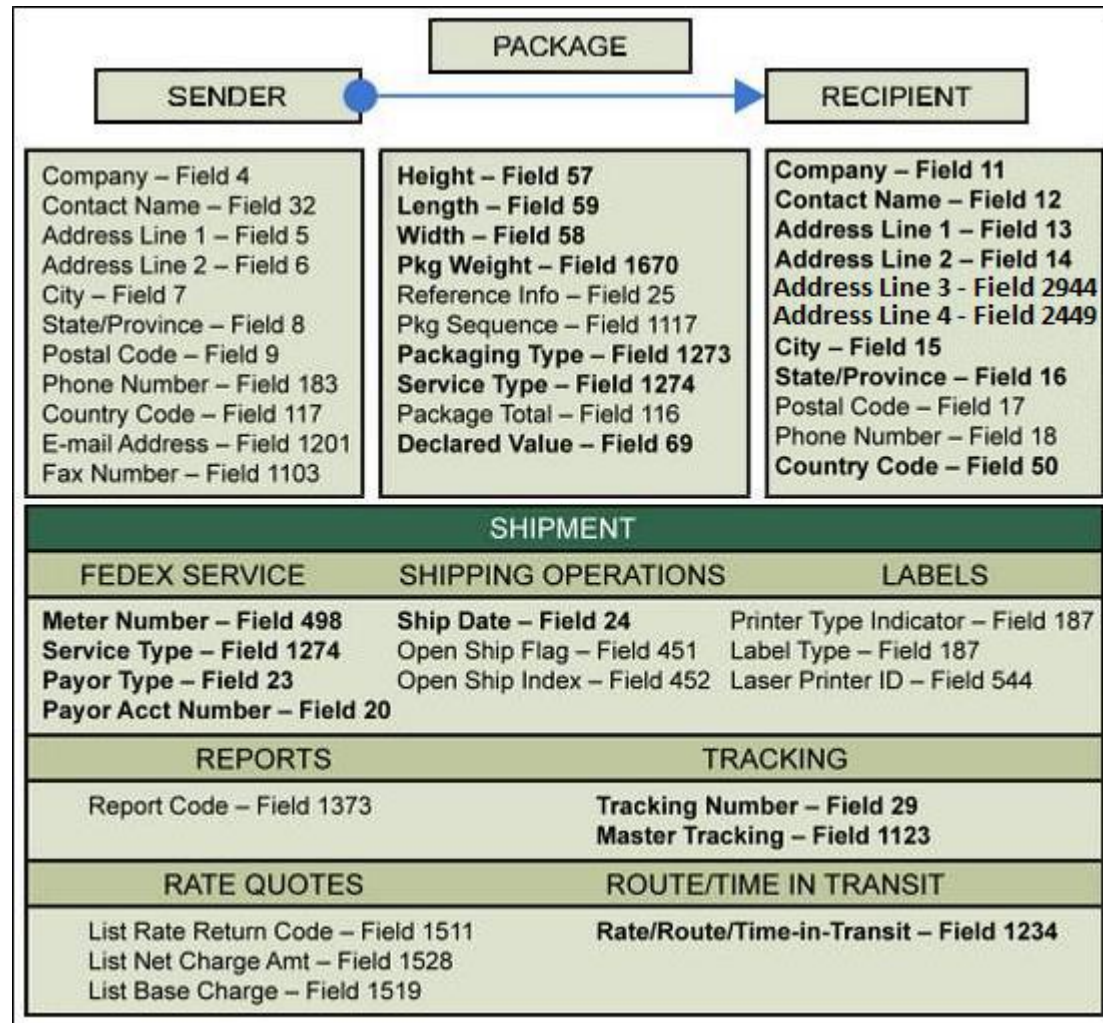 PACKAGE
SENDER
RECIPIENT
Company – Field 4
Contact Name – Field 32
Address Line 1 – Field 5
Address Line 2 – Field 6
City – Field 7
State/Province – Field 8
Postal Code – Field 9
Phone Number – Field 183
Country Code – Field 117
E-mail Address – Field 1201
Fax Number – Field 1103
Height – Field 57
Length – Field 59
Width – Field 58
Pkg Weight – Field 1670
Reference Info – Field 25
Pkg Sequence – Field 1117
Packaging Type – Field 1273
Service Type – Field 1274
Package Total – Field 116
Declared Value – Field 69
Company – Field 11
Contact Name – Field 12
Address Line 1 – Field 13
Address Line 2 – Field 14
Address Line 3 - Field 2944
Address Line 4 - Field 2449
City – Field 15
State/Province – Field 16
Postal Code – Field 17
Phone Number – Field 18
Country Code – Field 50
SHIPMENT
FEDEX SERVICE
Meter Number – Field 498
Service Type – Field 1274
Payor Type – Field 23
Payor Acct Number – Field 20
SHIPPING OPERATIONS
Ship Date – Field 24
Open Ship Flag – Field 451
Open Ship Index – Field 452
LABELS
Printer Type Indicator – Field 187
Label Type – Field 187
Laser Printer ID – Field 544
REPORTS
Report Code – Field 1373
TRACKING
Tracking Number – Field 29
Master Tracking – Field 1123
RATE QUOTES
List Rate Return Code – Field 1511
List Net Charge Amt – Field 1528
List Base Charge – Field 1519
ROUTE/TIME IN TRANSIT
Rate/Route/Time-in-Transit – Field 1234